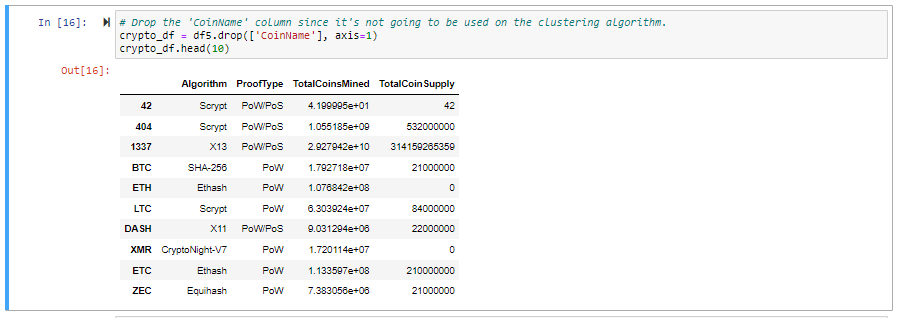 In [16]: # Drop the 'CoinName' column since it's not going to be used on the clustering algorithm.
crypto_df = df5.drop(['CoinName'], axis=1)
crypto_df.head(10)
Out[16]:
Algorithm ProofType TotalCoinsMined TotalCoinSupply
42 Scrypt PoW/PoS 4.199995e+01 42
404 Scrypt PoW/PoS 1.055185e+09 532000000
1337 X13 PoW/PoS 2.927942e+10 314159265359
BTC SHA-256 PoW 1.792718e+07 21000000
ETH Ethash PoW 1.076842e+08 0
LTC Scrypt PoW 6.303924e+07 84000000
DASH X11 PoW/PoS 9.031294e+06 22000000
XMR CryptoNight-V7 PoW 1.720114e+07 0
ETC Ethash PoW 1.133597e+08 210000000
ZEC Equihash PoW 7.383056e+06 21000000